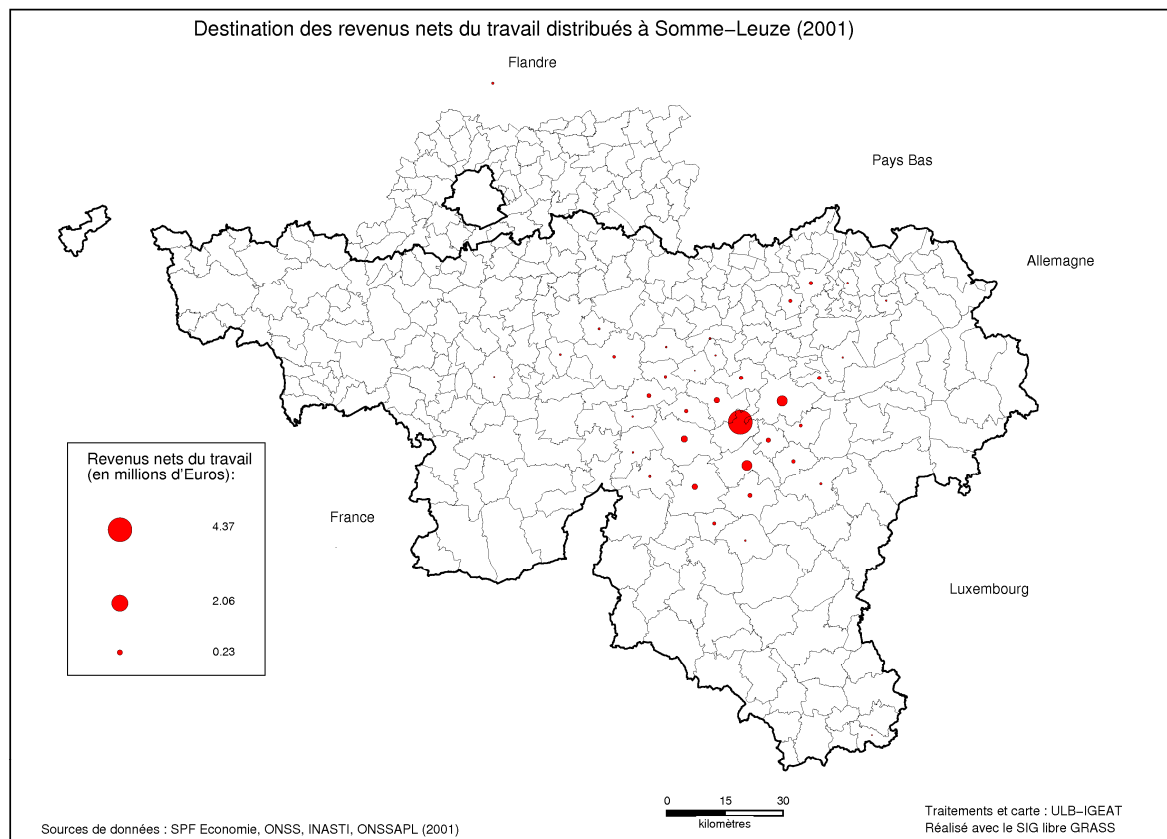 Destination des revenus nets du travail distribués à Somme−Leuze (2001)
Flandre
Pays Bas
Allemagne
Revenus nets du travail
(en millions d'Euros):
4.37
2.06
0.23
France
Luxembourg
0 15 30
kilomètres
Sources de données : SPF Economie, ONSS, INASTI, ONSSAPL (2001)
Traitements et carte : ULB−IGEAT
Réalisé avec le SIG libre GRASS